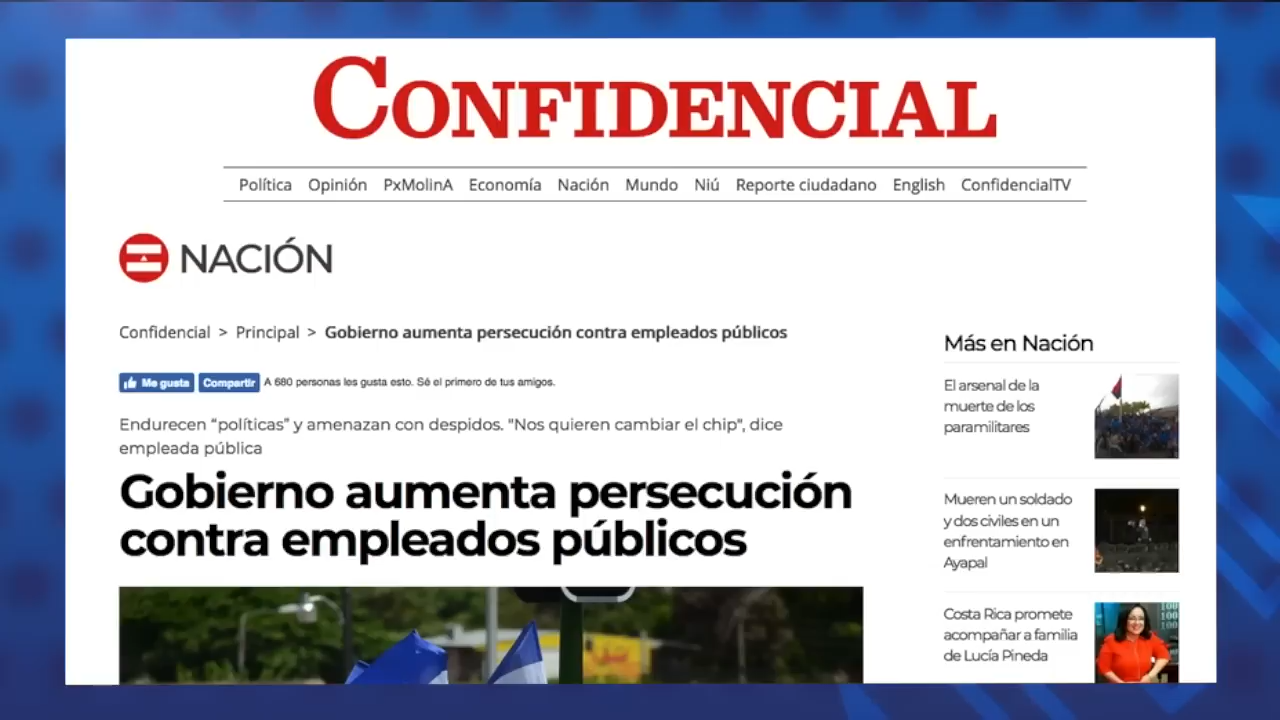 CONFIDENCIAL
Política Opinión PxMolinA Economía Nación Mundo Niú Reporte ciudadano English ConfidencialTV
NACIÓN
Confidencial > Principal > Gobierno aumenta persecución contra empleados públicos
Me gusta Compartir A 680 personas les gusta esto. Sé el primero de tus amigos.
Endurecen “políticas” y amenazan con despidos. "Nos quieren cambiar el chip", dice
empleada pública
Gobierno aumenta persecución
contra empleados públicos
Más en Nación
El arsenal de la
muerte de los
paramilitares
Mueren un soldado
y dos civiles en un
enfrentamiento en
Ayapal
Costa Rica promete
acompañar a familia
de Lucía Pineda